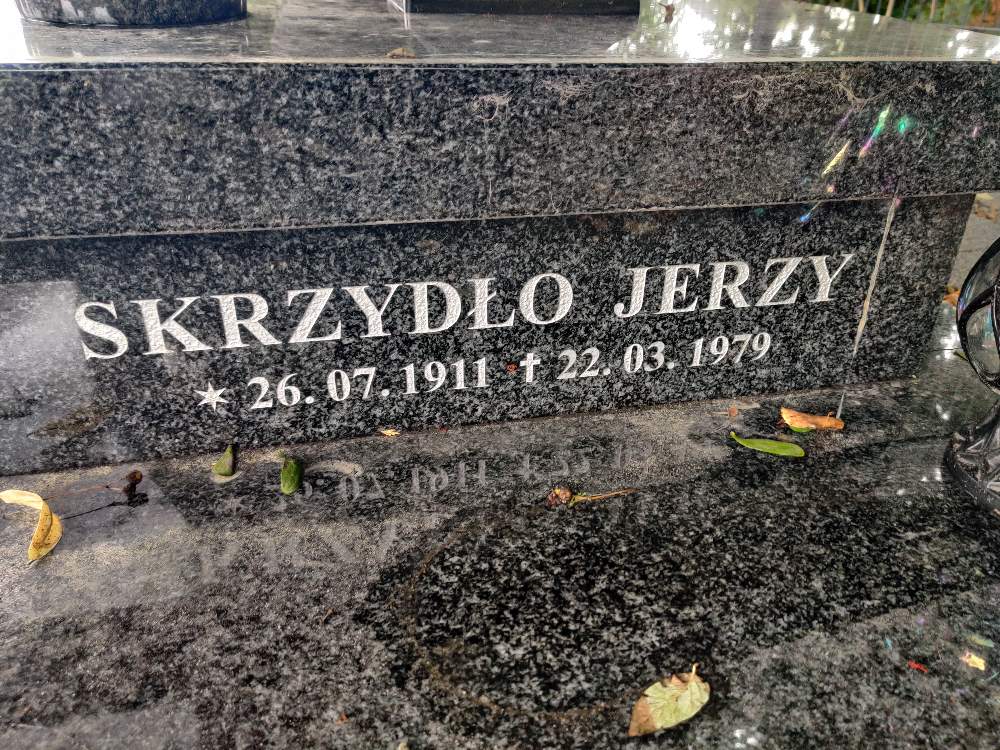 SKRZYDŁO JERZY
* 26. 07. 1911 ✝ 22. 03. 1979